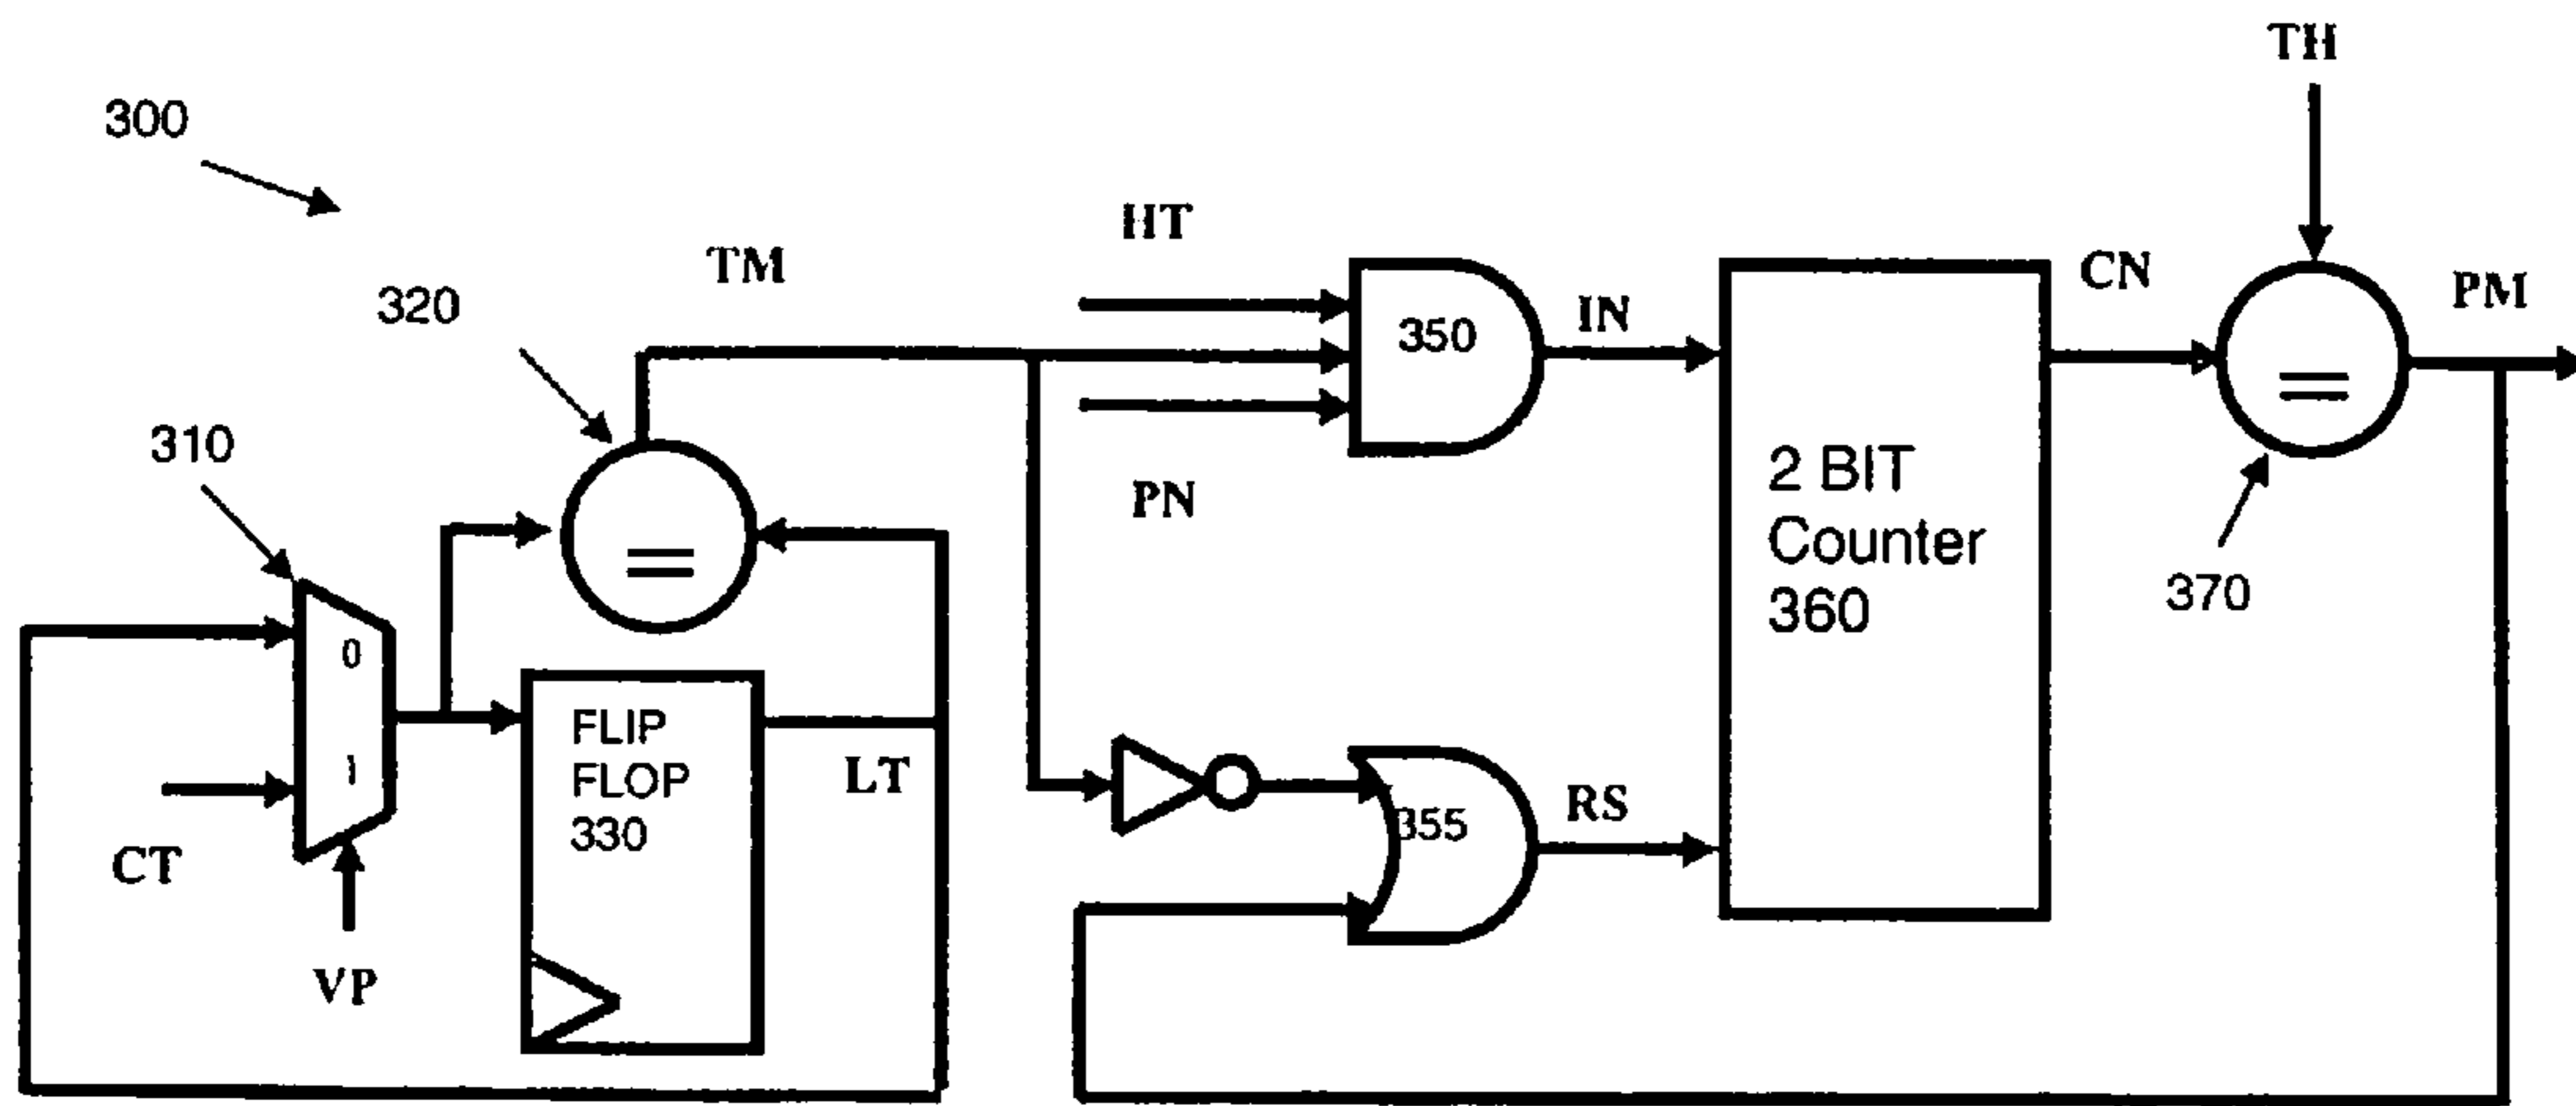 TH
300
HT
TM
CN
PM
320
350
IN
310
PN
2 BIT
Counter
360
370
0
1
FLIP
FLOP
330
LT
355
RS
CT
VP